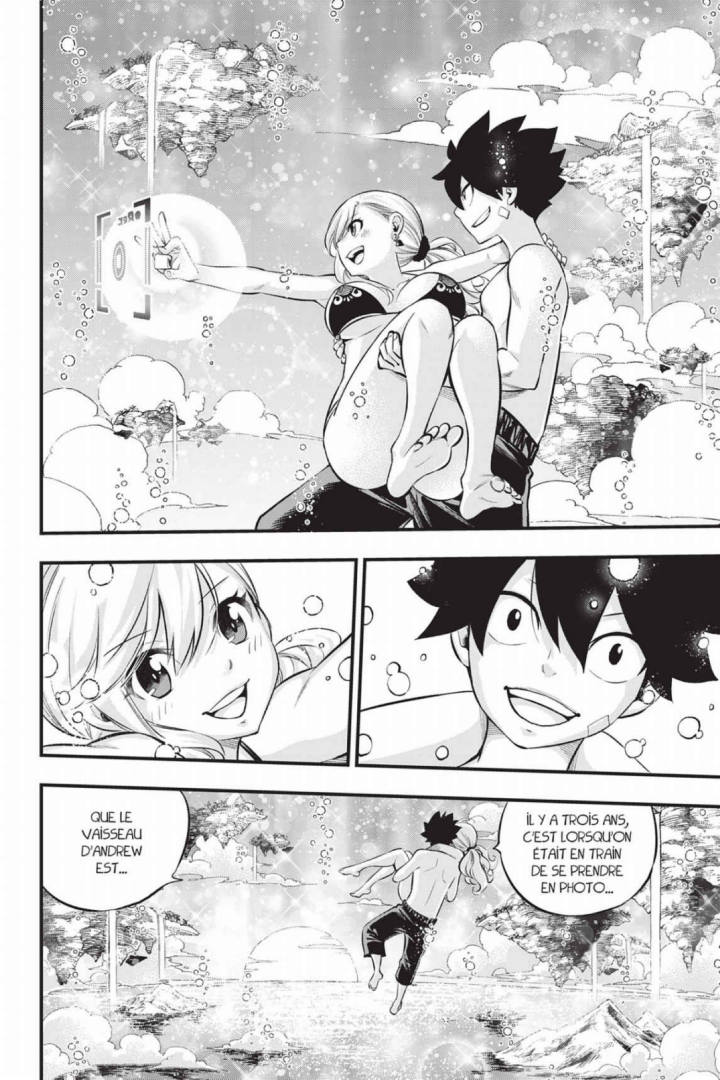 ●REC
IL Y A TROIS ANS,
C'EST LORSQU'ON
ÉTAIT EN TRAIN
DE SE PRENDRE
EN PHOTO...
QUE LE
VAISSEAU
D'ANDREW
EST...